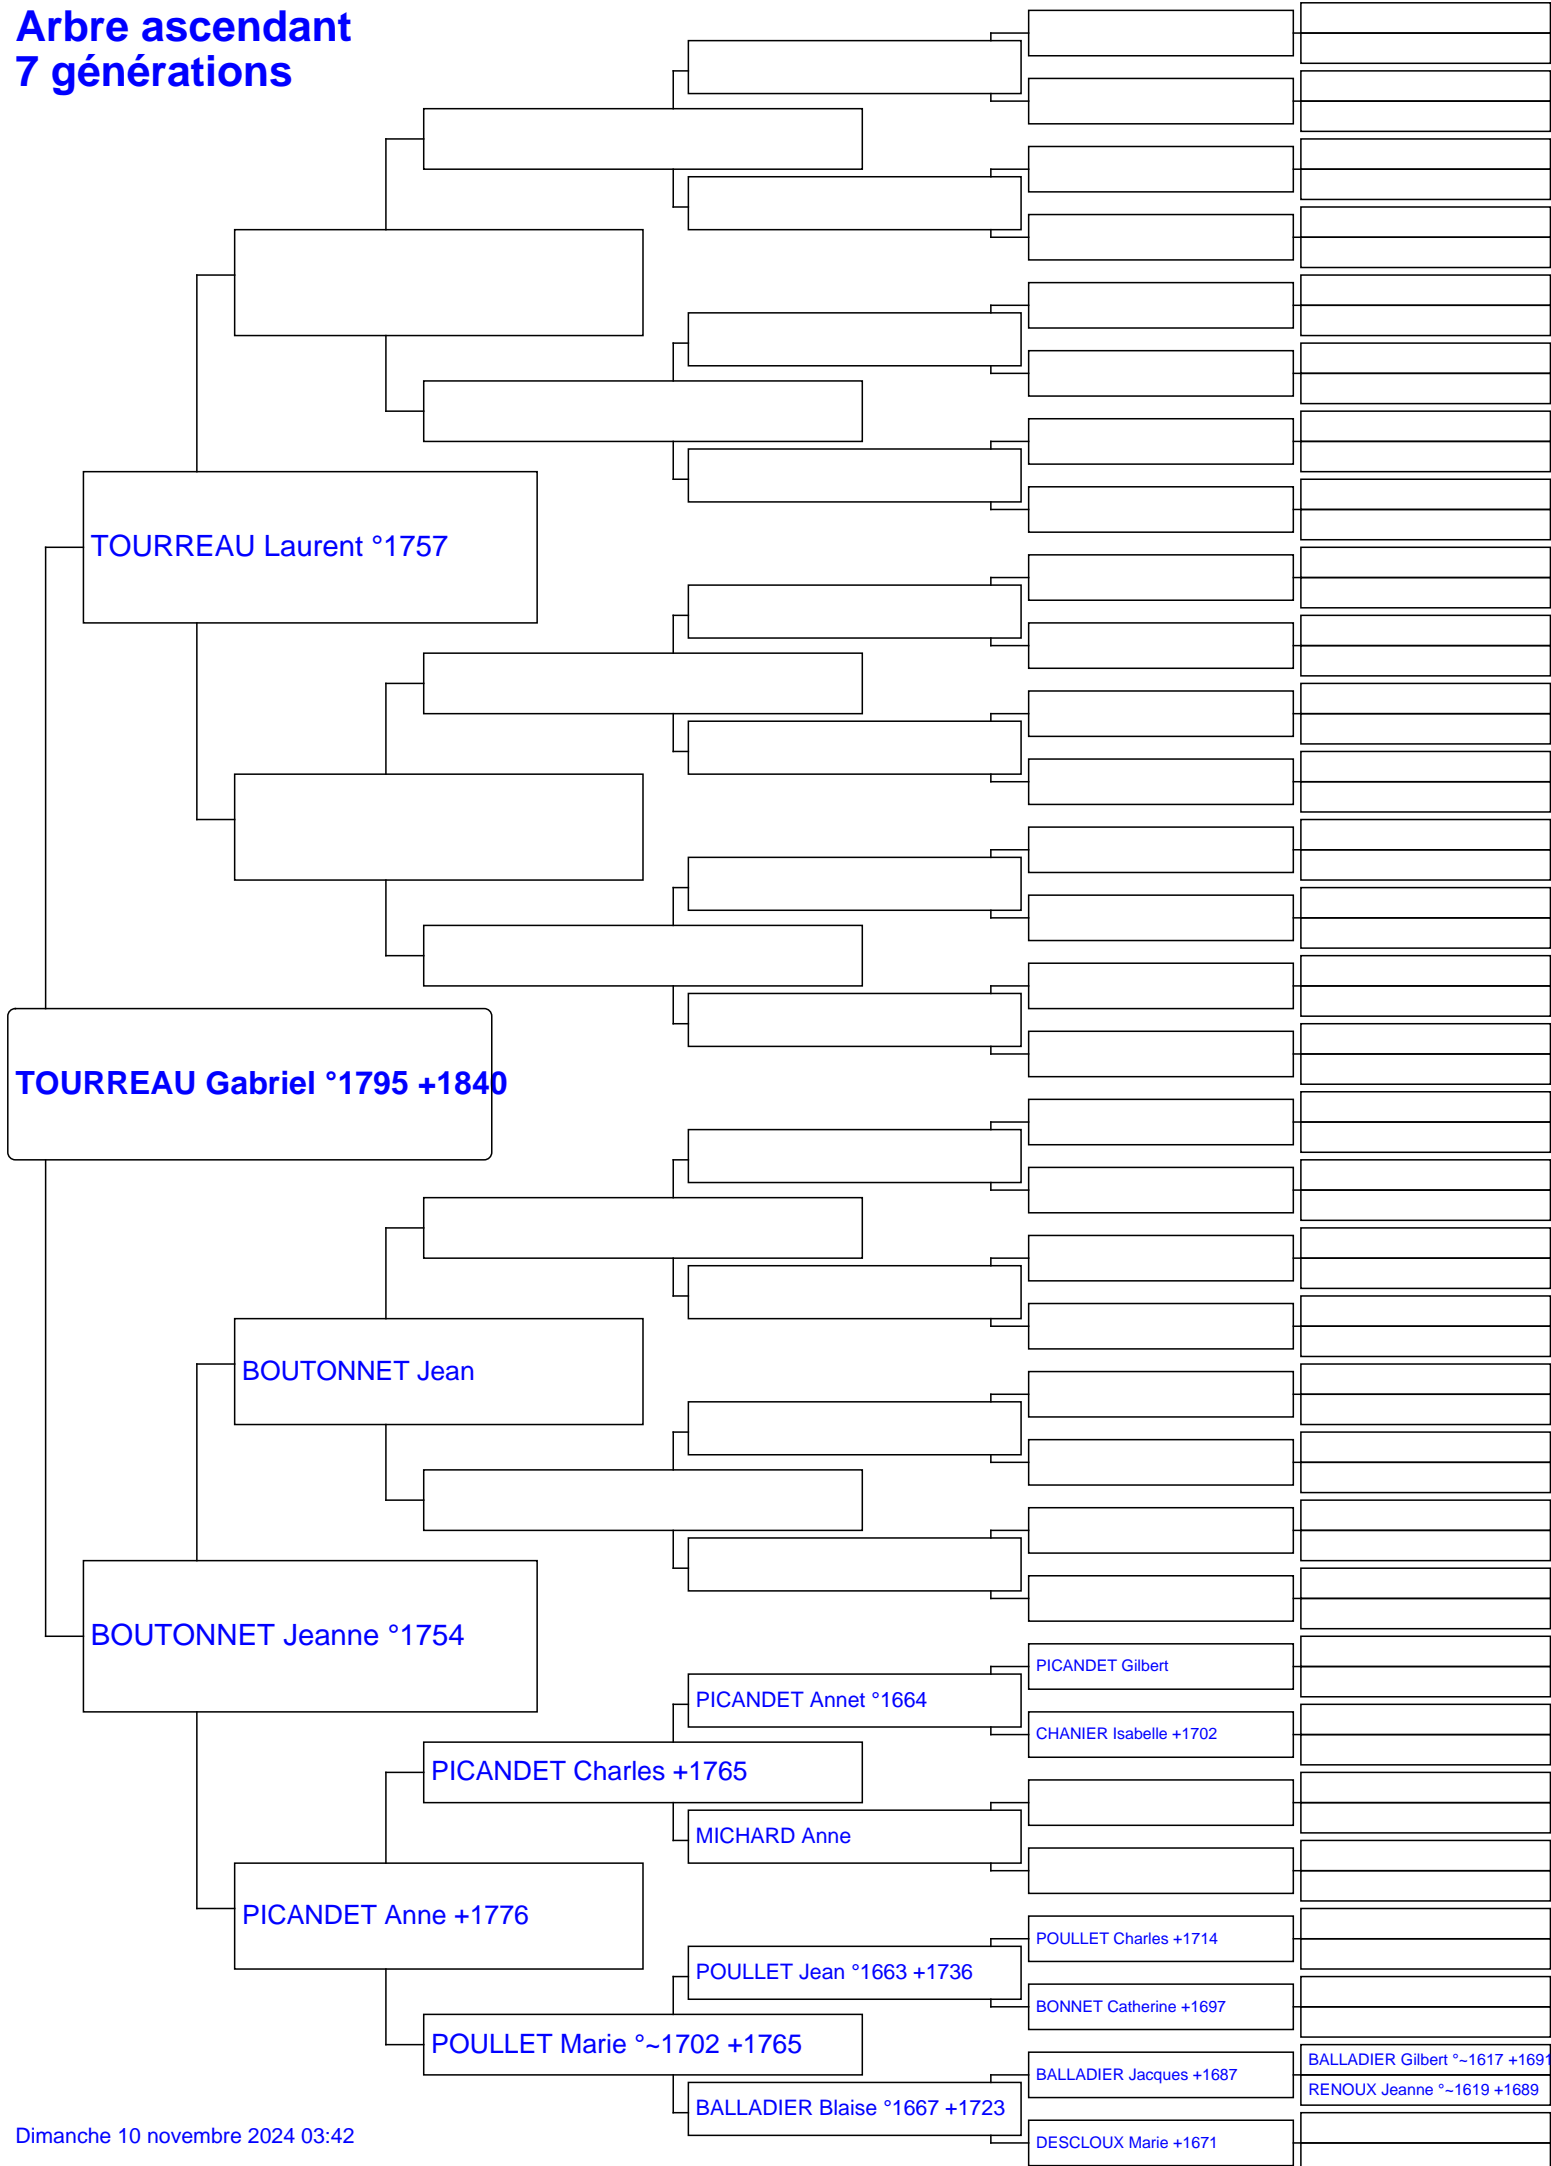 Arbre ascendant
7 générations
TOURREAU Laurent °1757
TOURREAU Gabriel °1795 +1840
BOUTONNET Jean
BOUTONNET Jeanne °1754
PICANDET Gilbert
PICANDET Annet °1664
CHANIER Isabelle +1702
PICANDET Charles +1765
MICHARD Anne
PICANDET Anne +1776
POULLET Charles +1714
POULLET Jean °1663 +1736
BONNET Catherine +1697
POULLET Marie °~1702 +1765
BALLADIER Gilbert °~1617 +1691
BALLADIER Jacques +1687
RENOUX Jeanne °~1619 +1689
BALLADIER Blaise °1667 +1723
DESCLOUX Marie +1671
Dimanche 10 novembre 2024 03:42